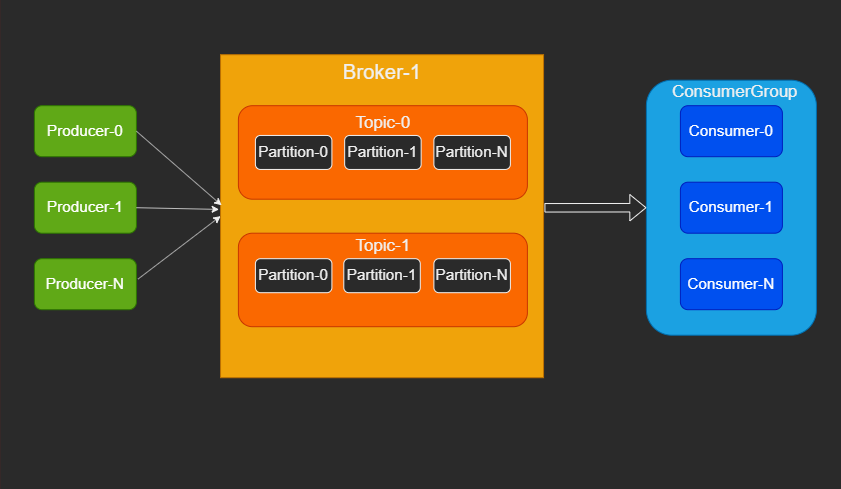 Producer-0
Producer-1
Producer-N
Broker-1
Topic-0
Partition-0
Partition-1
Partition-N
Topic-1
Partition-0
Partition-1
Partition-N
ConsumerGroup
Consumer-0
Consumer-1
Consumer-N